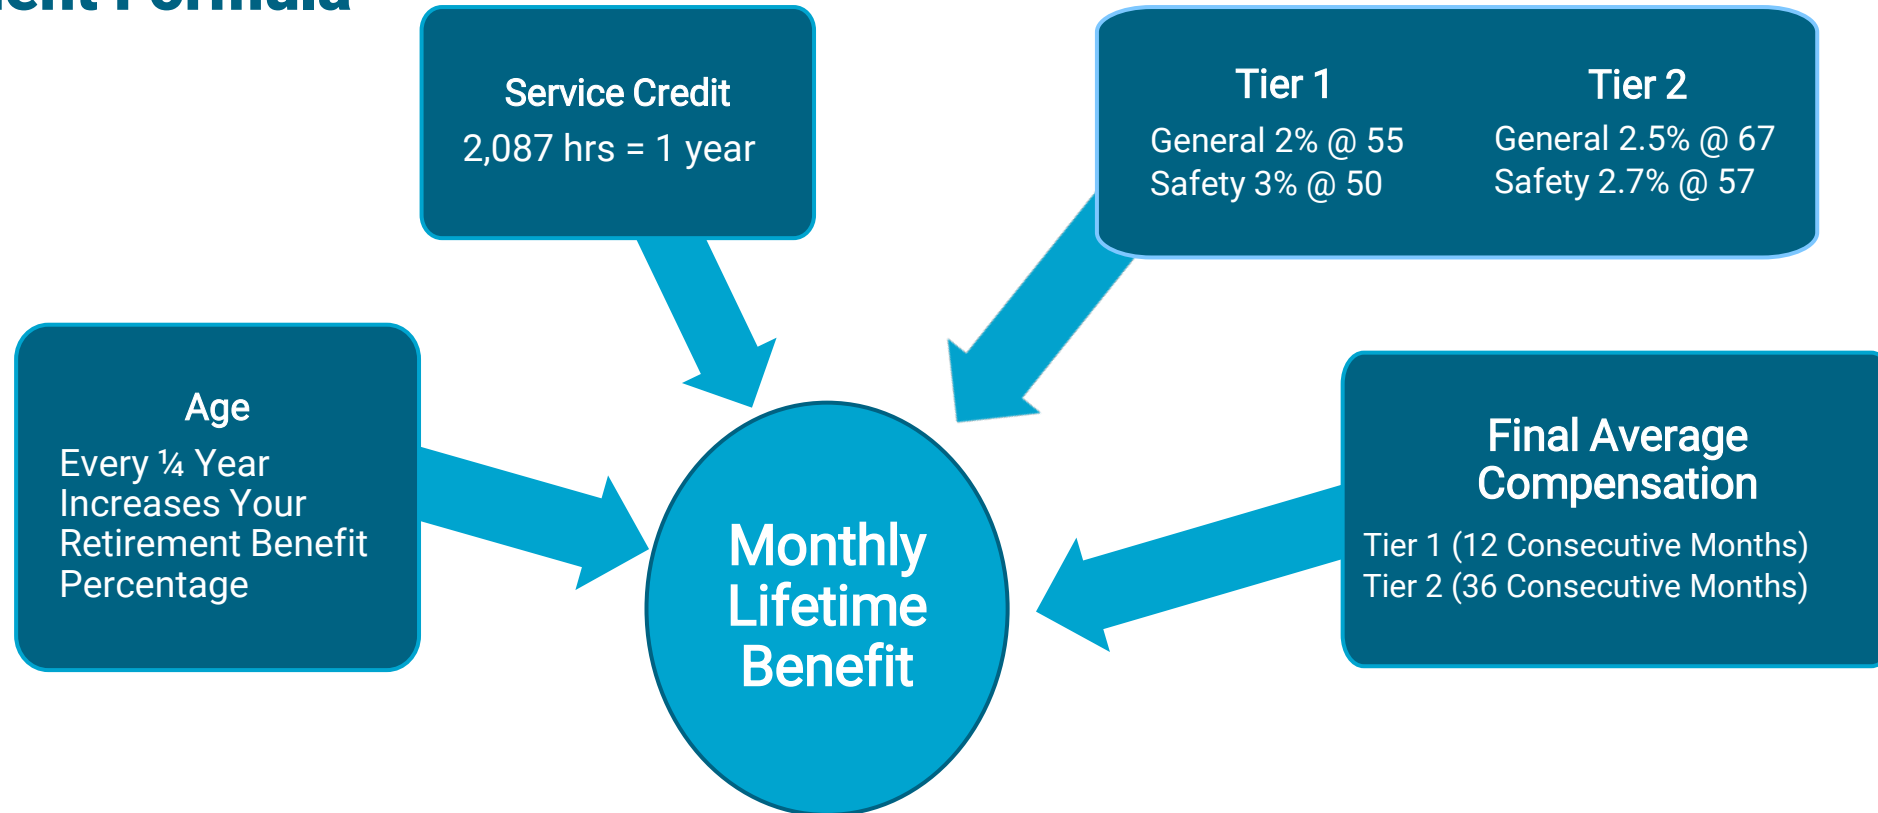 Formula
Service Credit
2,087 hrs = 1 year
Tier 1
General 2% @ 55
Safety 3% @ 50
Tier 2
General 2.5% @ 67
Safety 2.7% @ 57
Age
Every ¼ Year
Increases Your
Retirement Benefit
Percentage
Final Average
Compensation
Tier 1 (12 Consecutive Months)
Tier 2 (36 Consecutive Months)
Monthly
Lifetime
Benefit